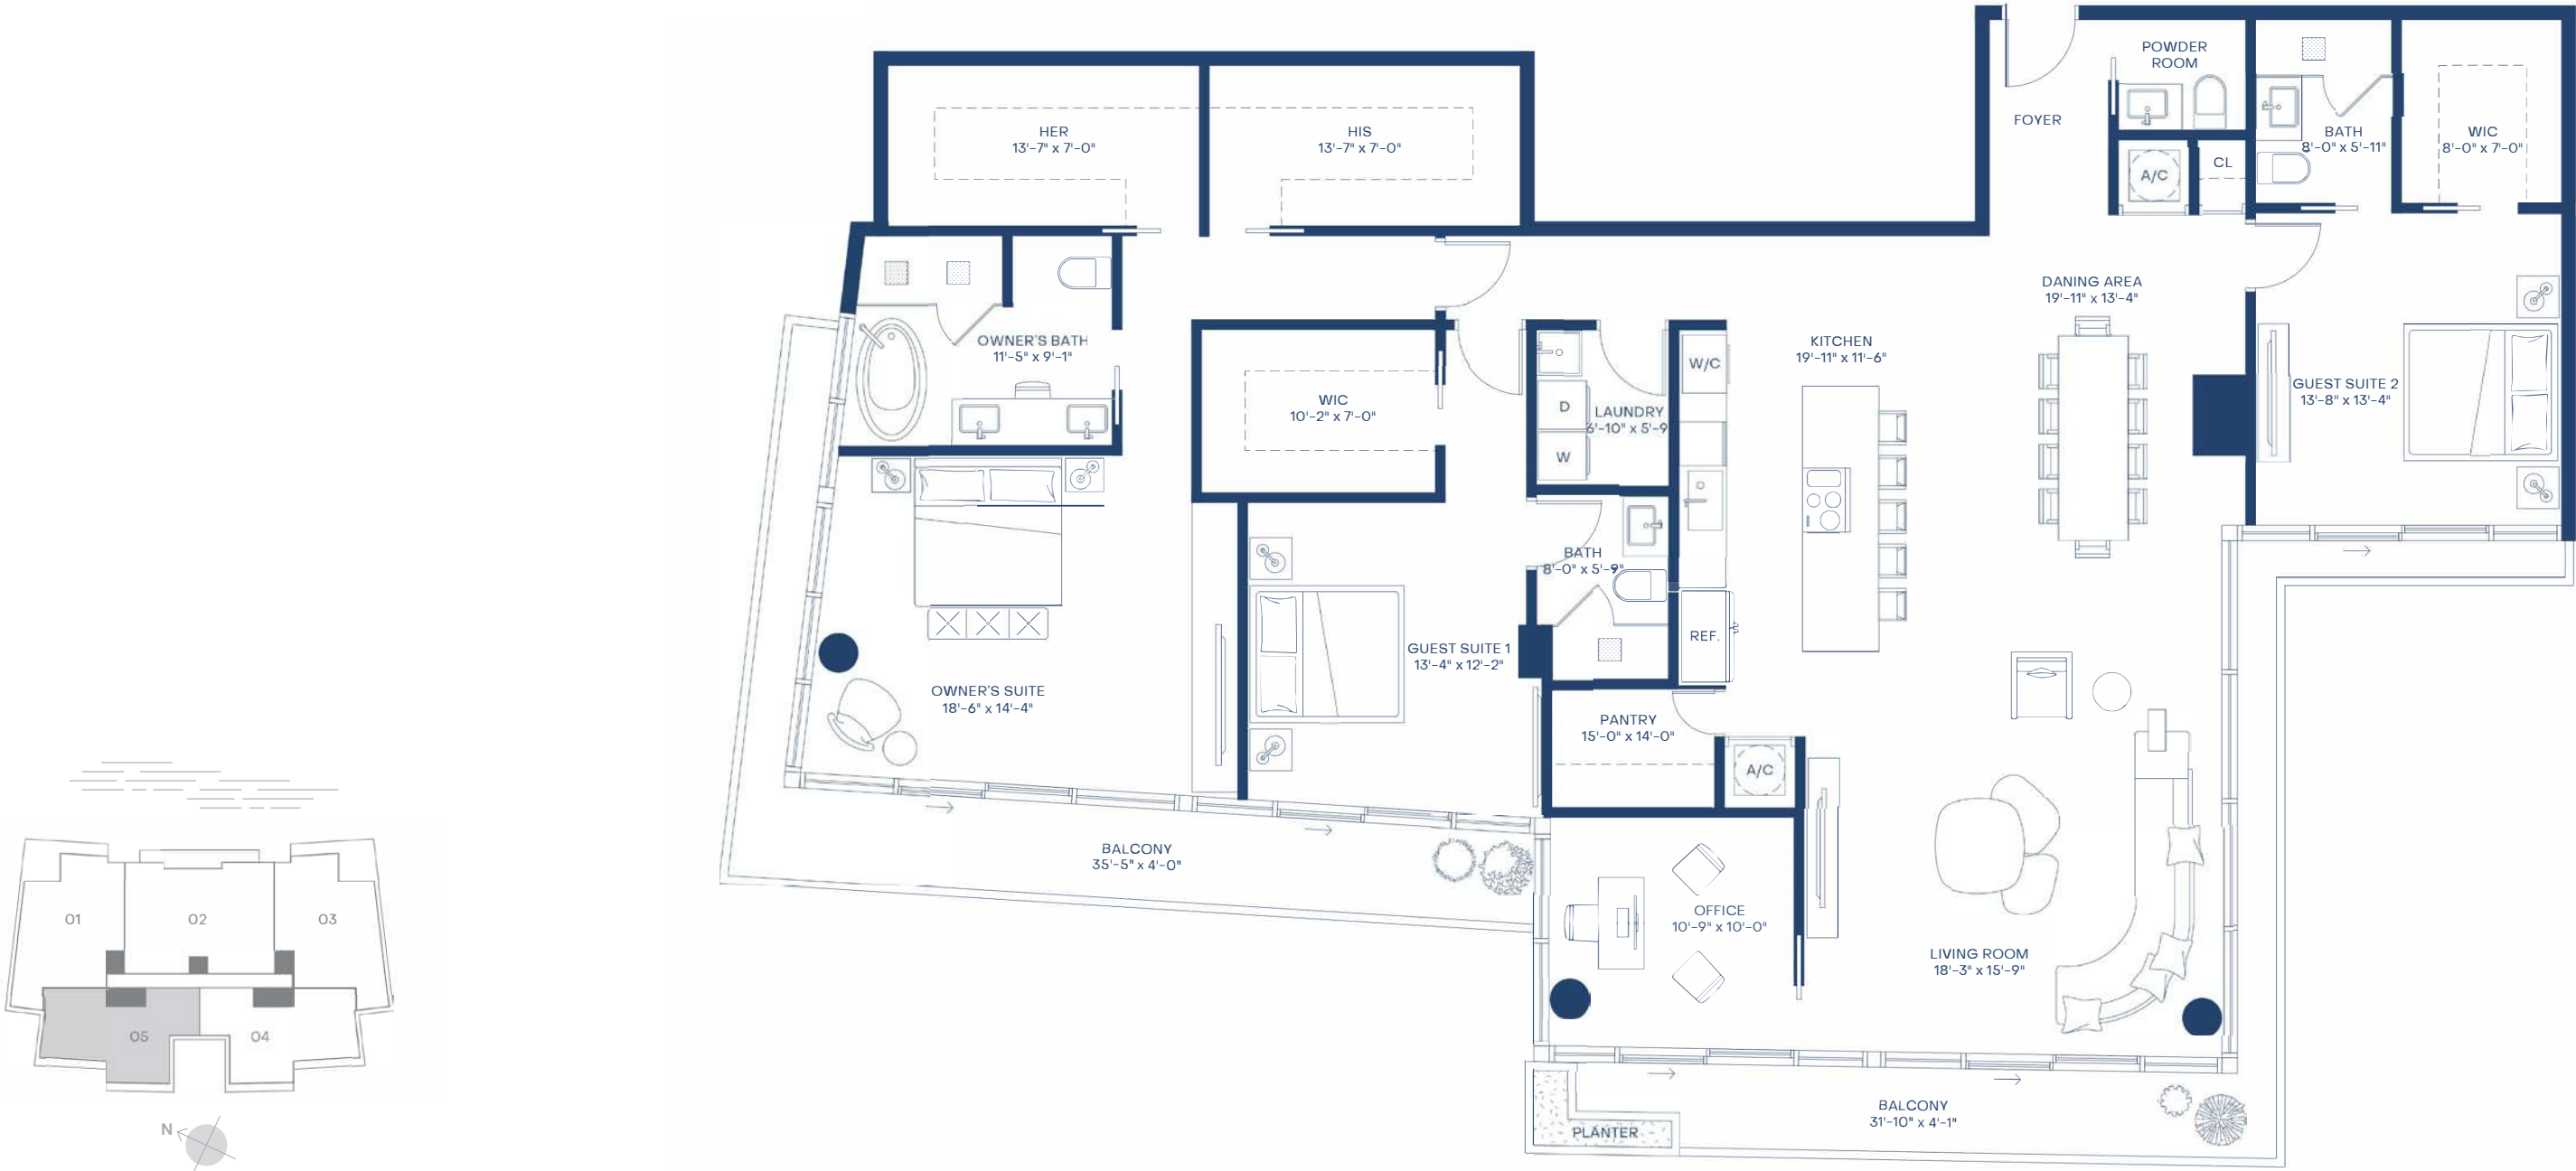 POWDER
ROOM
FOYER
HER
13'-7" x 7'-0"
HIS
13'-7" x 7'-0"
BATH
8'-0" x 5'-11"
WIC
8'-0" x 7'-0"
CL
A/C
DANING AREA
19'-11" x 13'-4"
OWNER'S BATH
11'-5" x 9'-1"
KITCHEN
19'-11" x 11'-6"
W/C
WIC
10'-2" x 7'-0"
D
LAUNDRY
6'-10" x 5'-9
W
GUEST SUITE 2
13'-8" x 13'-4"
BATH
8'-0" x 5'-9"
REF.
GUEST SUITE 1
13'-4" x 12'-2"
OWNER'S SUITE
18'-6" x 14'-4"
PANTRY
15'-0" x 14'-0"
A/C
BALCONY
35'-5" x 4'-0"
OFFICE
10'-9" x 10'-0"
LIVING ROOM
18'-3" x 15'-9"
BALCONY
31'-10" x 4'-1"
PLANTER
01
02
03
05
04
N